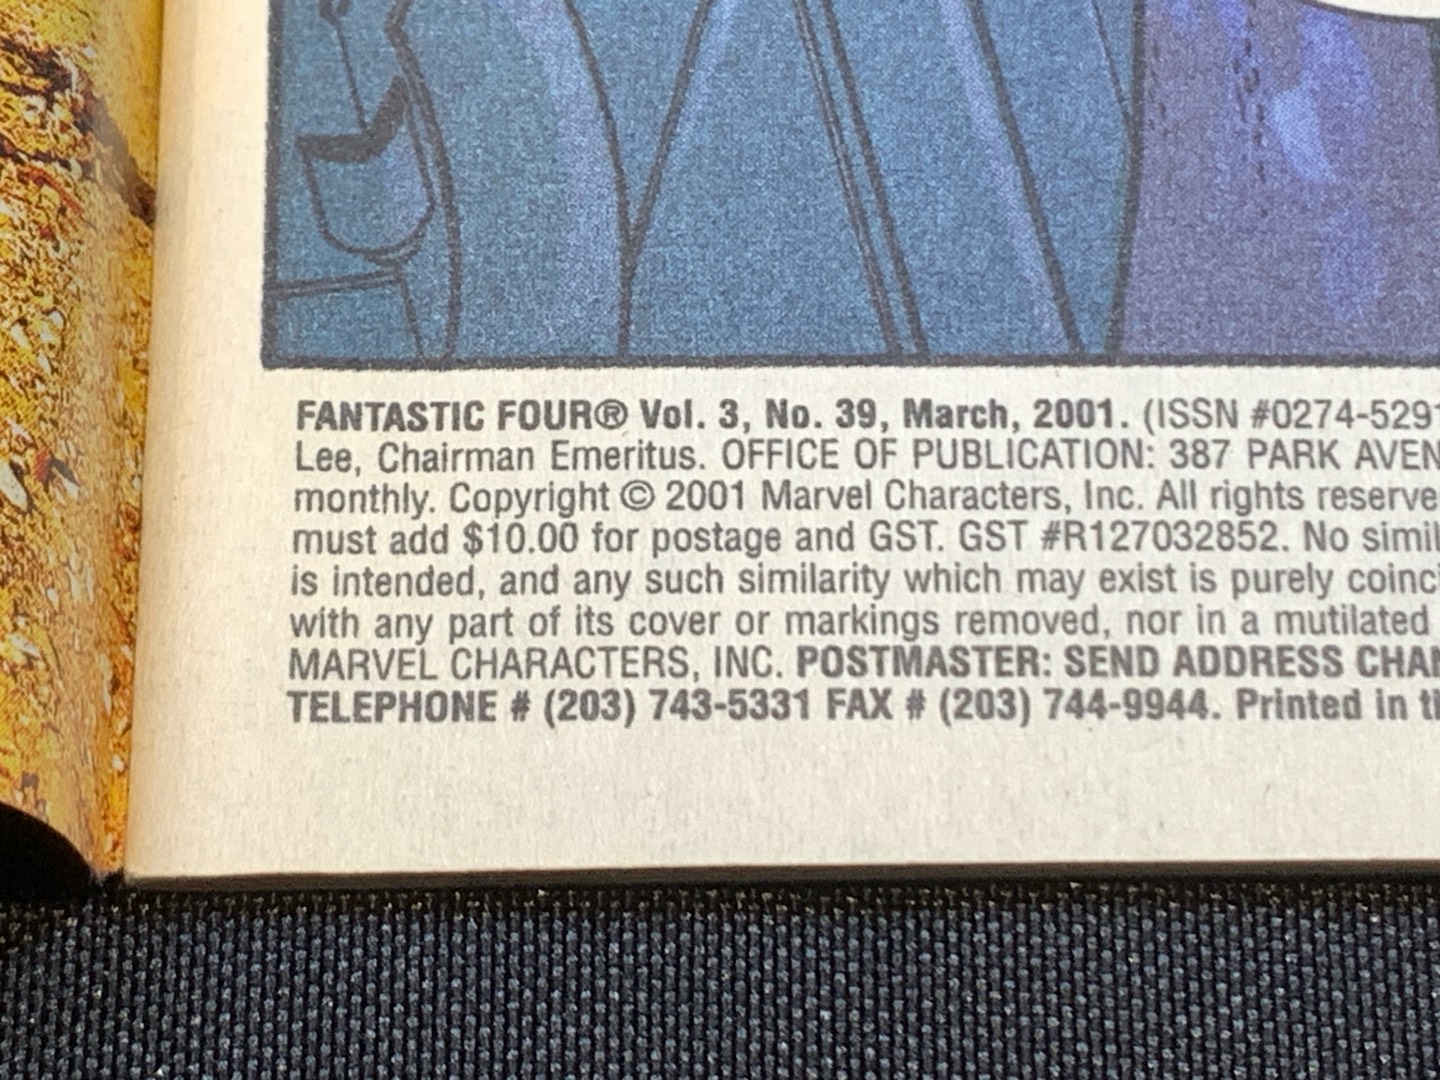 FANTASTIC FOUR® Vol. 3, No. 39, March, 2001. (ISSN #0274-5291
Lee, Chairman Emeritus. OFFICE OF PUBLICATION: 387 PARK AVEN
monthly. Copyright © 2001 Marvel Characters, Inc. All rights reserve
must add $10.00 for postage and GST. GST #R127032852. No simil
is intended, and any such similarity which may exist is purely coinci
with any part of its cover or markings removed, nor in a mutilated
MARVEL CHARACTERS, INC. POSTMASTER: SEND ADDRESS CHAN
TELEPHONE # (203) 743-5331 FAX # (203) 744-9944. Printed in th